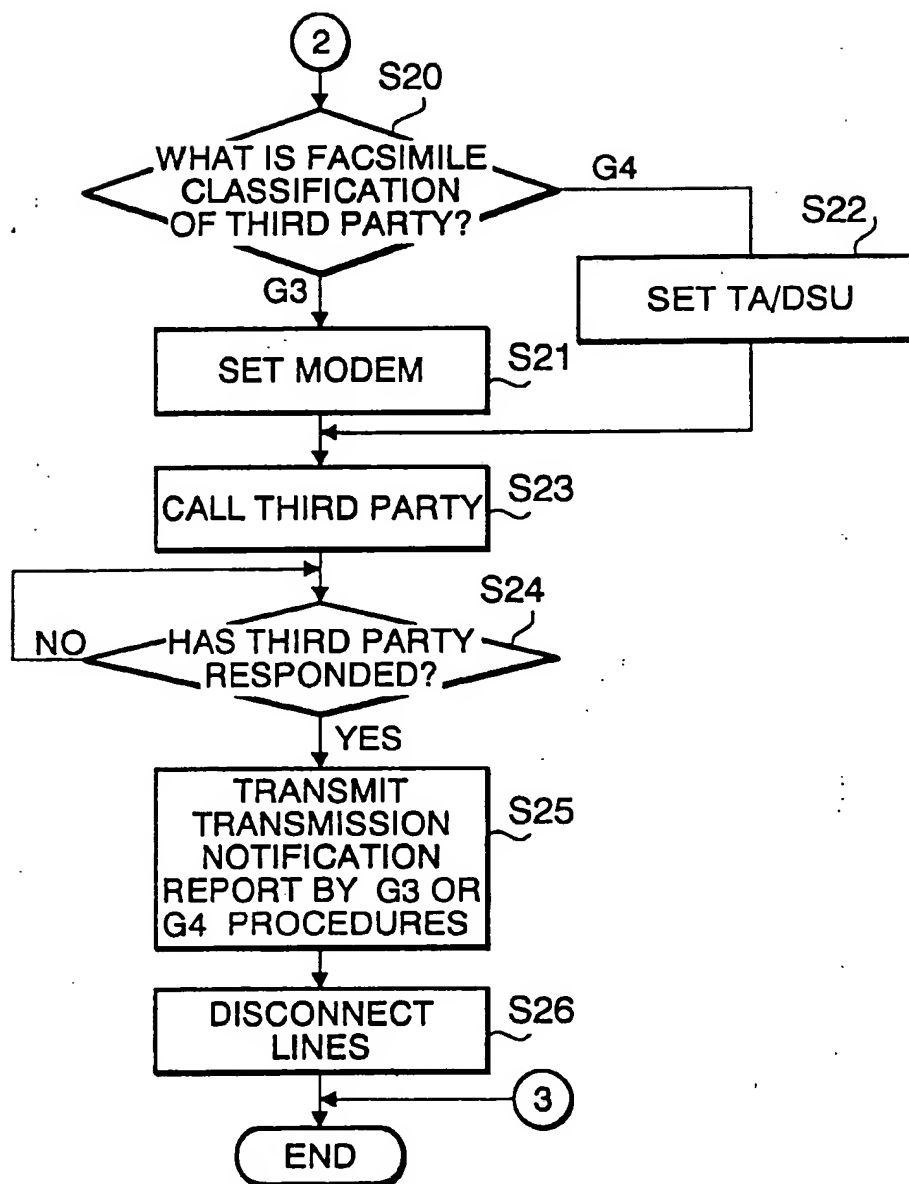 2
S20
WHAT IS FACSIMILE
CLASSIFICATION
OF THIRD PARTY?
G4
S22
G3
SET TA/DSU
SET MODEM
S21
CALL THIRD PARTY
S23
S24
NO
HAS THIRD PARTY
RESPONDED?
YES
TRANSMIT
TRANSMISSION
NOTIFICATION
REPORT BY G3 OR
G4 PROCEDURES
S25
DISCONNECT
LINES
S26
3
END